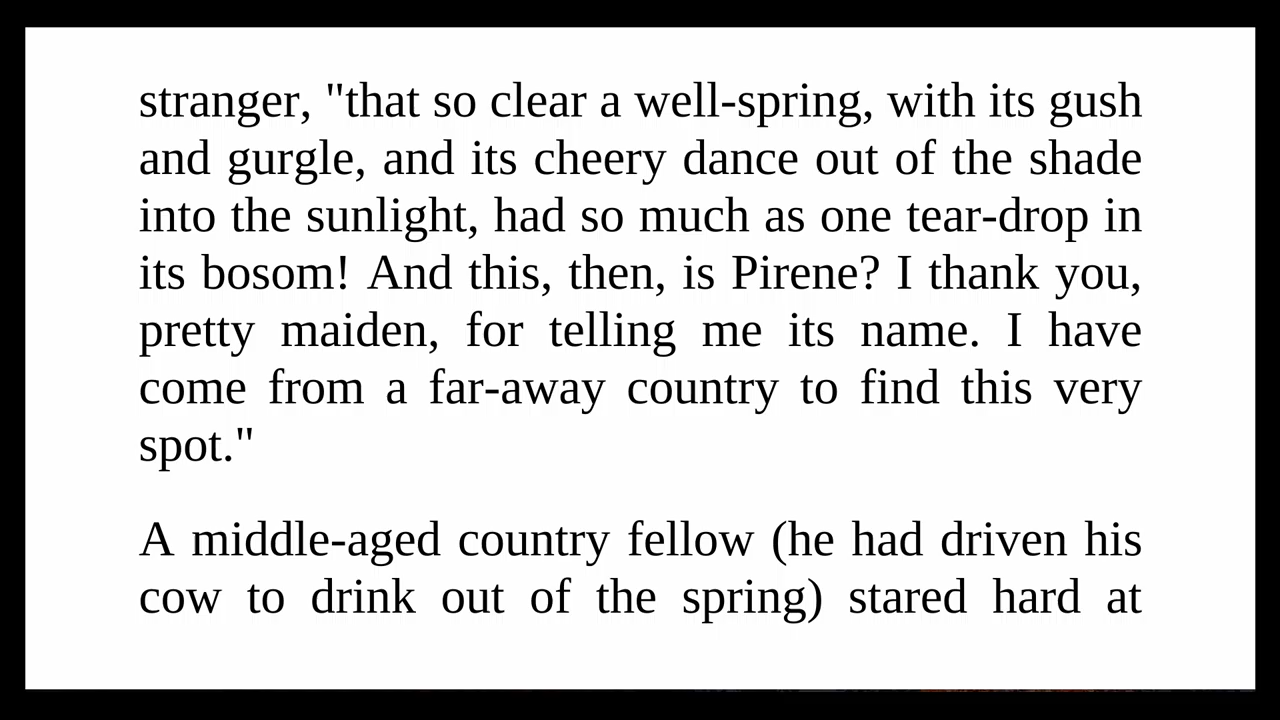 stranger, "that so clear a well-spring, with its gush
and gurgle, and its cheery dance out of the shade
into the sunlight, had so much as one tear-drop in
its bosom! And this, then, is Pirene? I thank you,
pretty maiden, for telling me its name. I have
come from a far-away country to find this very
spot."
A middle-aged country fellow (he had driven his
cow to drink out of the spring) stared hard at